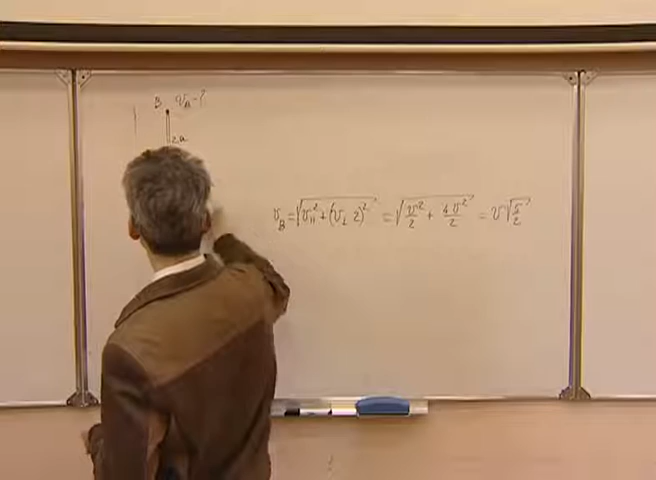 B v_B - ?
2a
v_B = √(v_∥² + (v_⊥ 2)²) = √(v²/2 + 4v²/2) = v√(5/2)